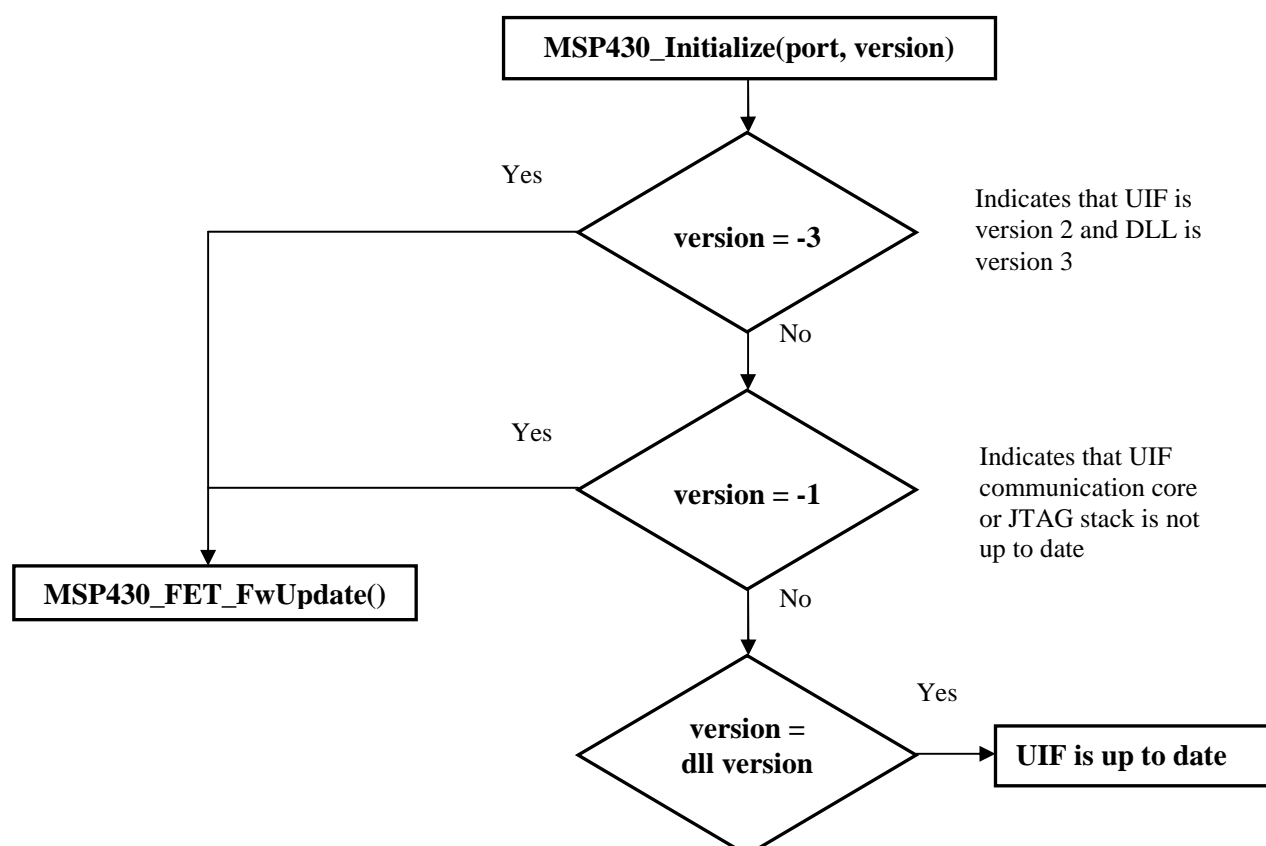 MSP430_Initialize(port, version)
Yes
version = -3
Indicates that UIF is
version 2 and DLL is
version 3
No
Yes
version = -1
Indicates that UIF
communication core
or JTAG stack is not
up to date
MSP430_FET_FwUpdate()
No
version =
dll version
Yes
UIF is up to date